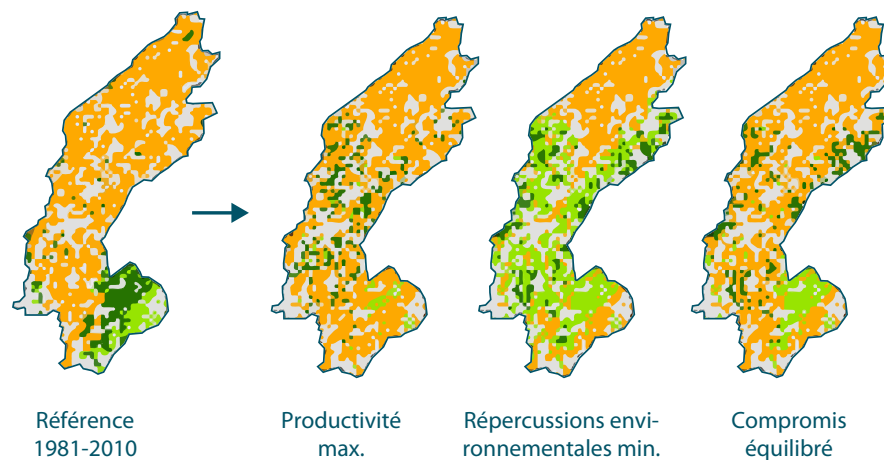 Référence
1981-2010
Productivité
max.
Répercussions envi-
ronnementales min.
Compromis
équilibré